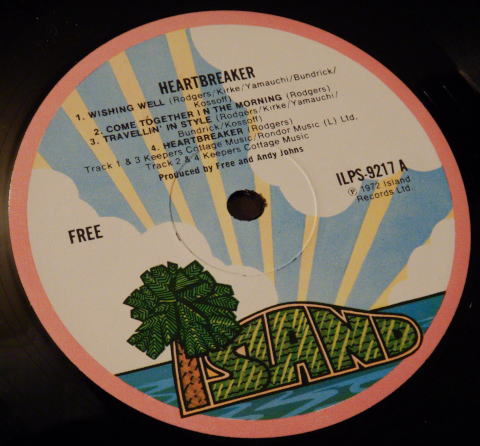 HEARTBREAKER
1. WISHING WELL (Rodgers/Kirke/Yamauchi/Bundrick/
Kossoff)
2. COME TOGETHER IN THE MORNING (Rodgers)
3. TRAVELLIN' IN STYLE (Rodgers/Kirke/Yamauchi/
Bundrick/Kossoff)
4. HEARTBREAKER (Rodgers)
Track 1 & 3 Keepers Cottage Music/Rondor Music (L) Ltd.
Track 2 & 4 Keepers Cottage Music
Produced by Free and Andy Johns
ILPS-9217 A
℗ 1972 Island
Records Ltd
FREE
ISLAND